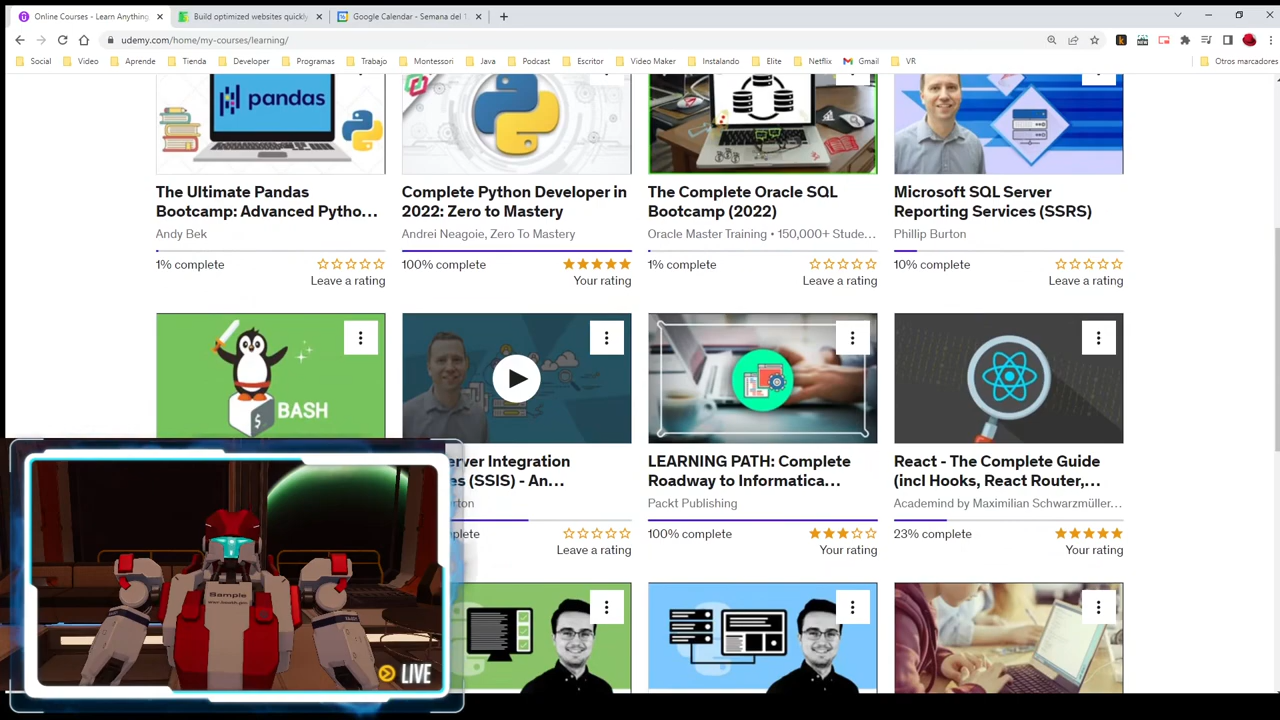 Online Courses - Learn Anything
Build optimized websites quickly
Google Calendar - Semana del 1
udemy.com/home/my-courses/learning/
Social
Video
Aprende
Tienda
Developer
Programas
Trabajo
Montessori
Java
Podcast
Escritor
Video Maker
Instalando
Elite
Netflix
Gmail
VR
Otros marcadores
pandas
The Ultimate Pandas
Bootcamp: Advanced Pytho...
Andy Bek
1% complete
Leave a rating
Complete Python Developer in
2022: Zero to Mastery
Andrei Neagoie, Zero To Mastery
100% complete
Your rating
The Complete Oracle SQL
Bootcamp (2022)
Oracle Master Training • 150,000+ Stude...
1% complete
Leave a rating
Microsoft SQL Server
Reporting Services (SSRS)
Phillip Burton
10% complete
Leave a rating
$ BASH
erver Integration
es (SSIS) - An...
rton
plete
Leave a rating
LEARNING PATH: Complete
Roadway to Informatica...
Packt Publishing
100% complete
Your rating
React - The Complete Guide
(incl Hooks, React Router,...
Academind by Maximilian Schwarzmüller...
23% complete
Your rating
Sample
LIVE